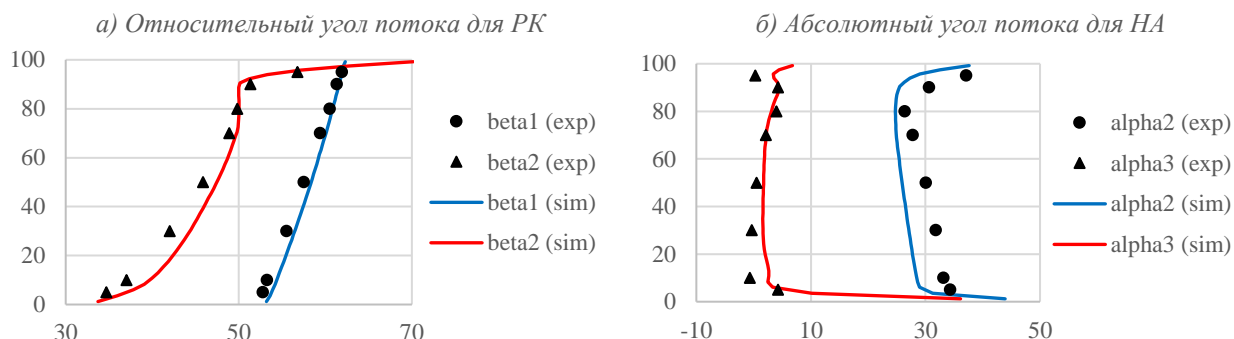 а) Относительный угол потока для РК
100
80
60
40
20
0
30
50
70
beta1 (exp)
beta2 (exp)
beta1 (sim)
beta2 (sim)
б) Абсолютный угол потока для НА
100
80
60
40
20
0
-10
10
30
50
alpha2 (exp)
alpha3 (exp)
alpha2 (sim)
alpha3 (sim)